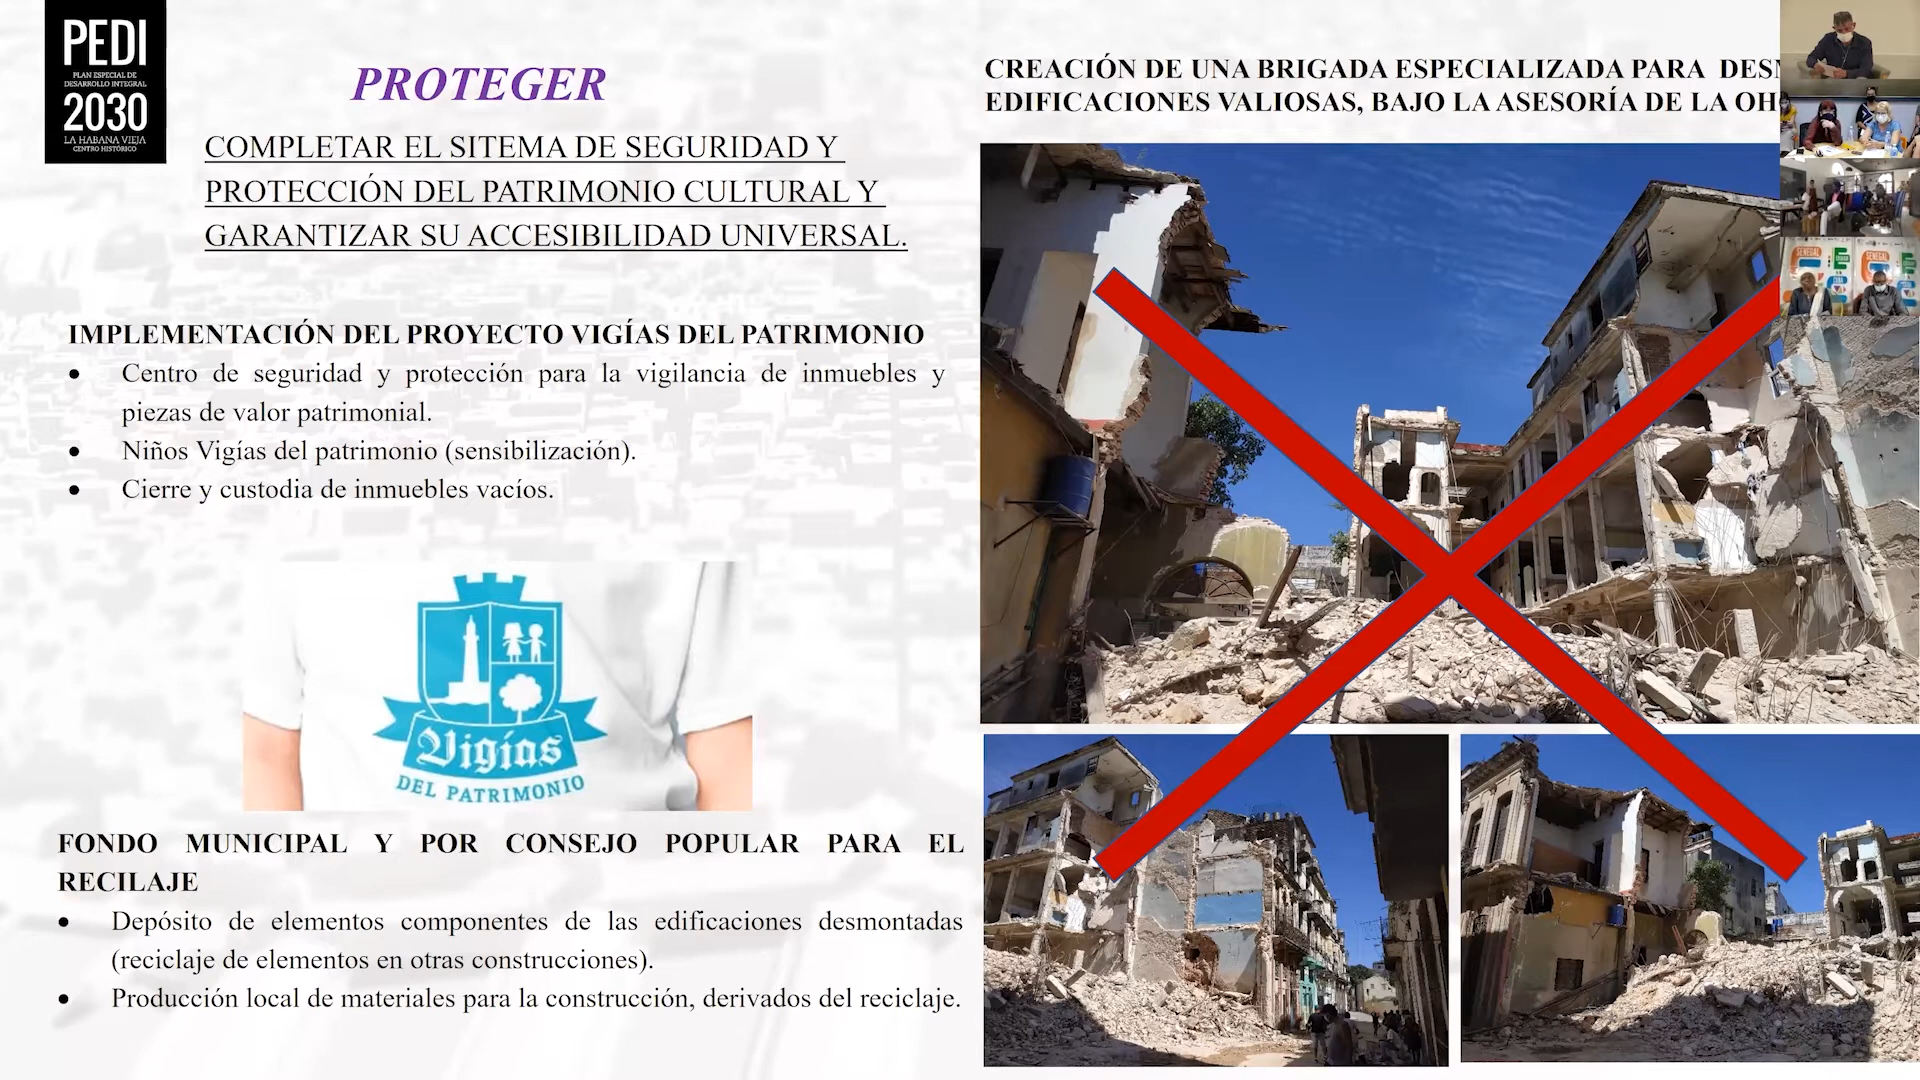 PEDI
PLAN ESPECIAL DE
DESARROLLO INTEGRAL
2030
LA HABANA VIEJA
CENTRO HISTÓRICO
PROTEGER
COMPLETAR EL SITEMA DE SEGURIDAD Y
PROTECCIÓN DEL PATRIMONIO CULTURAL Y
GARANTIZAR SU ACCESIBILIDAD UNIVERSAL.
IMPLEMENTACIÓN DEL PROYECTO VIGÍAS DEL PATRIMONIO
• Centro de seguridad y protección para la vigilancia de inmuebles y
piezas de valor patrimonial.
• Niños Vigías del patrimonio (sensibilización).
• Cierre y custodia de inmuebles vacíos.
Vigías
DEL PATRIMONIO
FONDO MUNICIPAL Y POR CONSEJO POPULAR PARA EL
RECILAJE
• Depósito de elementos componentes de las edificaciones desmontadas
(reciclaje de elementos en otras construcciones).
• Producción local de materiales para la construcción, derivados del reciclaje.
CREACIÓN DE UNA BRIGADA ESPECIALIZADA PARA
EDIFICACIONES VALIOSAS, BAJO LA ASESORÍA DE LA
SENEGAL
SENEGAL